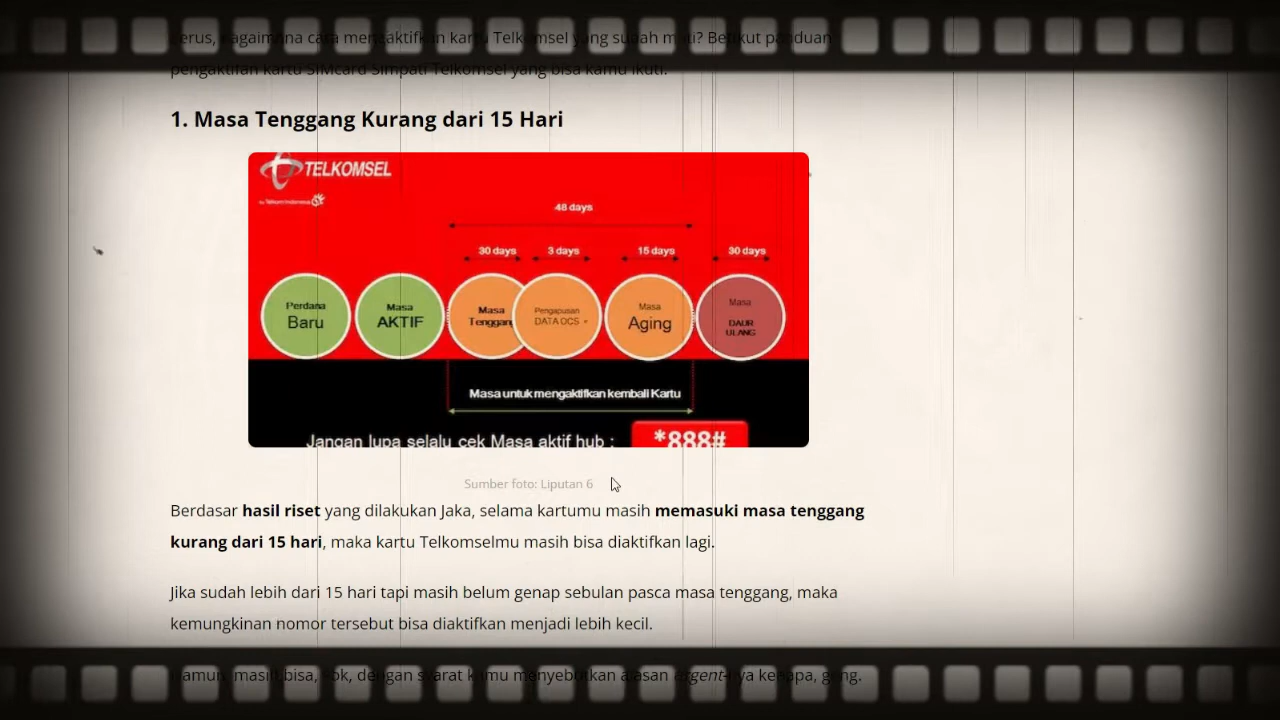 terus, bagaimana cara mengaktifkan kartu Telkomsel yang sudah mati? Berikut panduan
pengaktifan kartu SIMcard Simpati Telkomsel yang bisa kamu ikuti.
1. Masa Tenggang Kurang dari 15 Hari
TELKOMSEL
by Telkom Indonesia
48 days
30 days 3 days 15 days 30 days
Perdana Baru
Masa AKTIF
Masa Tenggang
Pengapusan DATA OCS
Masa Aging
Masa DAUR ULANG
Masa untuk mengaktifkan kembali Kartu
Jangan lupa selalu cek Masa aktif hub : *888#
Sumber foto: Liputan 6
Berdasar hasil riset yang dilakukan Jaka, selama kartumu masih memasuki masa tenggang
kurang dari 15 hari, maka kartu Telkomselmu masih bisa diaktifkan lagi.
Jika sudah lebih dari 15 hari tapi masih belum genap sebulan pasca masa tenggang, maka
kemungkinan nomor tersebut bisa diaktifkan menjadi lebih kecil.
Namun, masih bisa, kok, dengan syarat kamu menyebutkan alasan urgent-nya kenapa, geng.